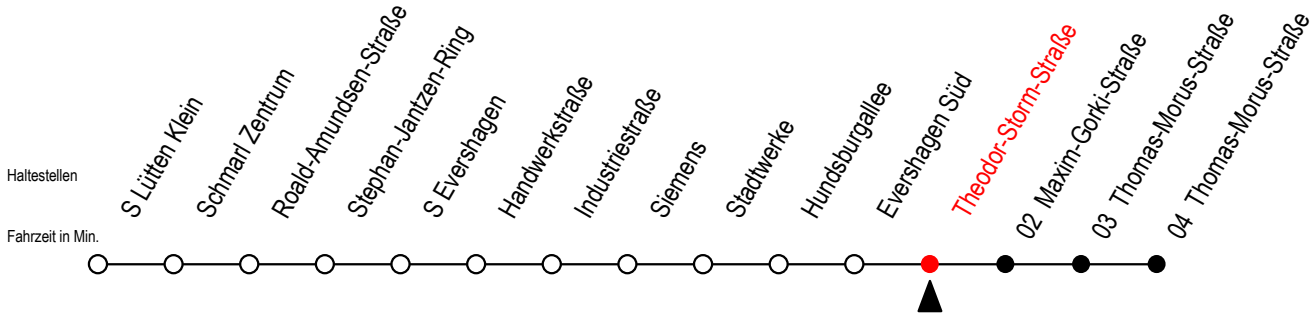 S Lütten Klein
Schmarl Zentrum
Roald-Amundsen-Straße
Stephan-Jantzen-Ring
S Evershagen
Handwerkstraße
Industriestraße
Siemens
Stadtwerke
Hundsburgallee
Evershagen Süd
Theodor-Storm-Straße
02 Maxim-Gorki-Straße
03 Thomas-Morus-Straße
04 Thomas-Morus-Straße
Haltestellen
Fahrzeit in Min.